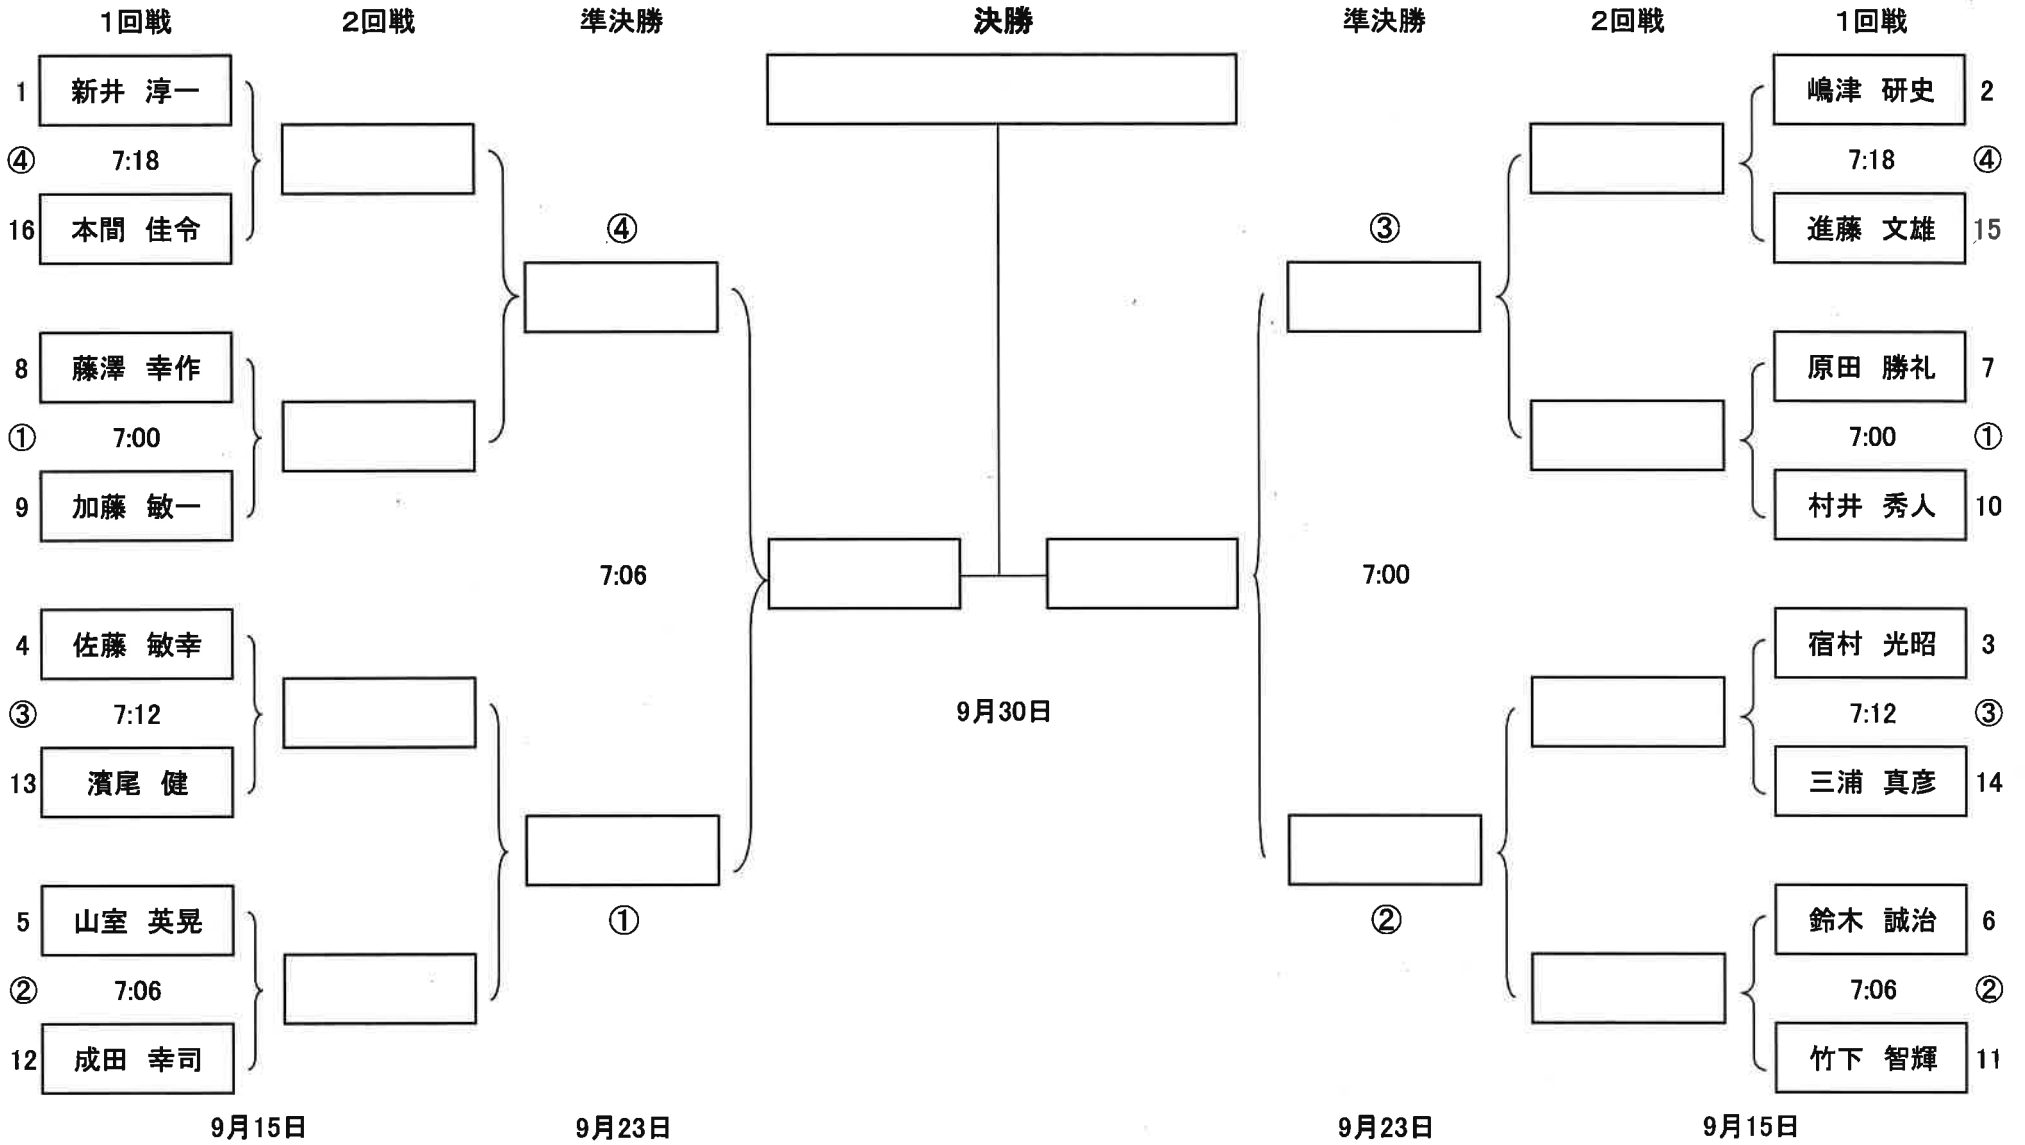 1回戦 2回戦 準決勝 決勝 準決勝 2回戦 1回戦
1 新井 淳一 嶋津 研史 2
④ 7:18 7:18 ④
16 本間 佳令 ④ ③ 進藤 文雄 15
8 藤澤 幸作 原田 勝礼 7
① 7:00 7:00 ①
9 加藤 敏一 村井 秀人 10
7:06 7:00
4 佐藤 敏幸 宿村 光昭 3
③ 7:12 9月30日 7:12 ③
13 濱尾 健 三浦 真彦 14
5 山室 英晃 ① ② 鈴木 誠治 6
② 7:06 7:06 ②
12 成田 幸司 竹下 智輝 11
9月15日 9月23日 9月23日 9月15日